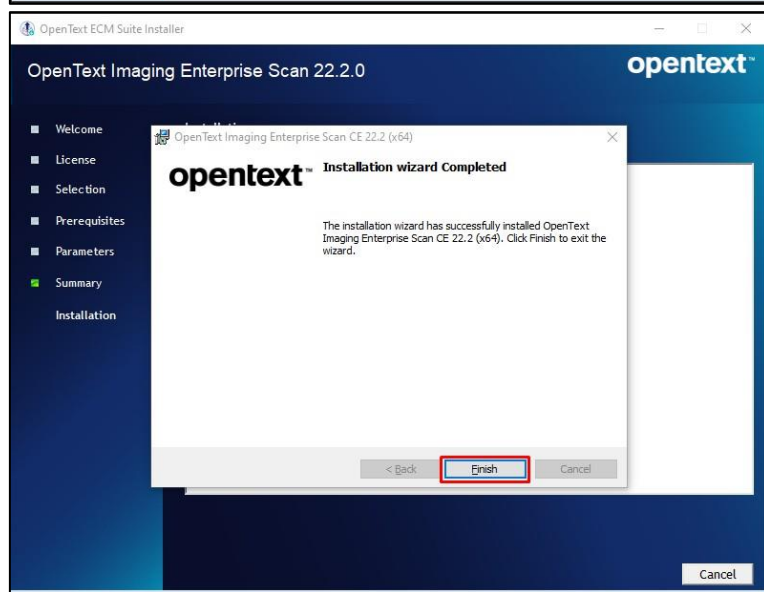 OpenText ECM Suite Installer
OpenText Imaging Enterprise Scan 22.2.0
opentext™
Welcome
License
Selection
Prerequisites
Parameters
Summary
Installation
OpenText Imaging Enterprise Scan CE 22.2 (x64)
opentext™
Installation wizard Completed
The installation wizard has successfully installed OpenText
Imaging Enterprise Scan CE 22.2 (x64). Click Finish to exit the
wizard.
< Back
Finish
Cancel
Cancel